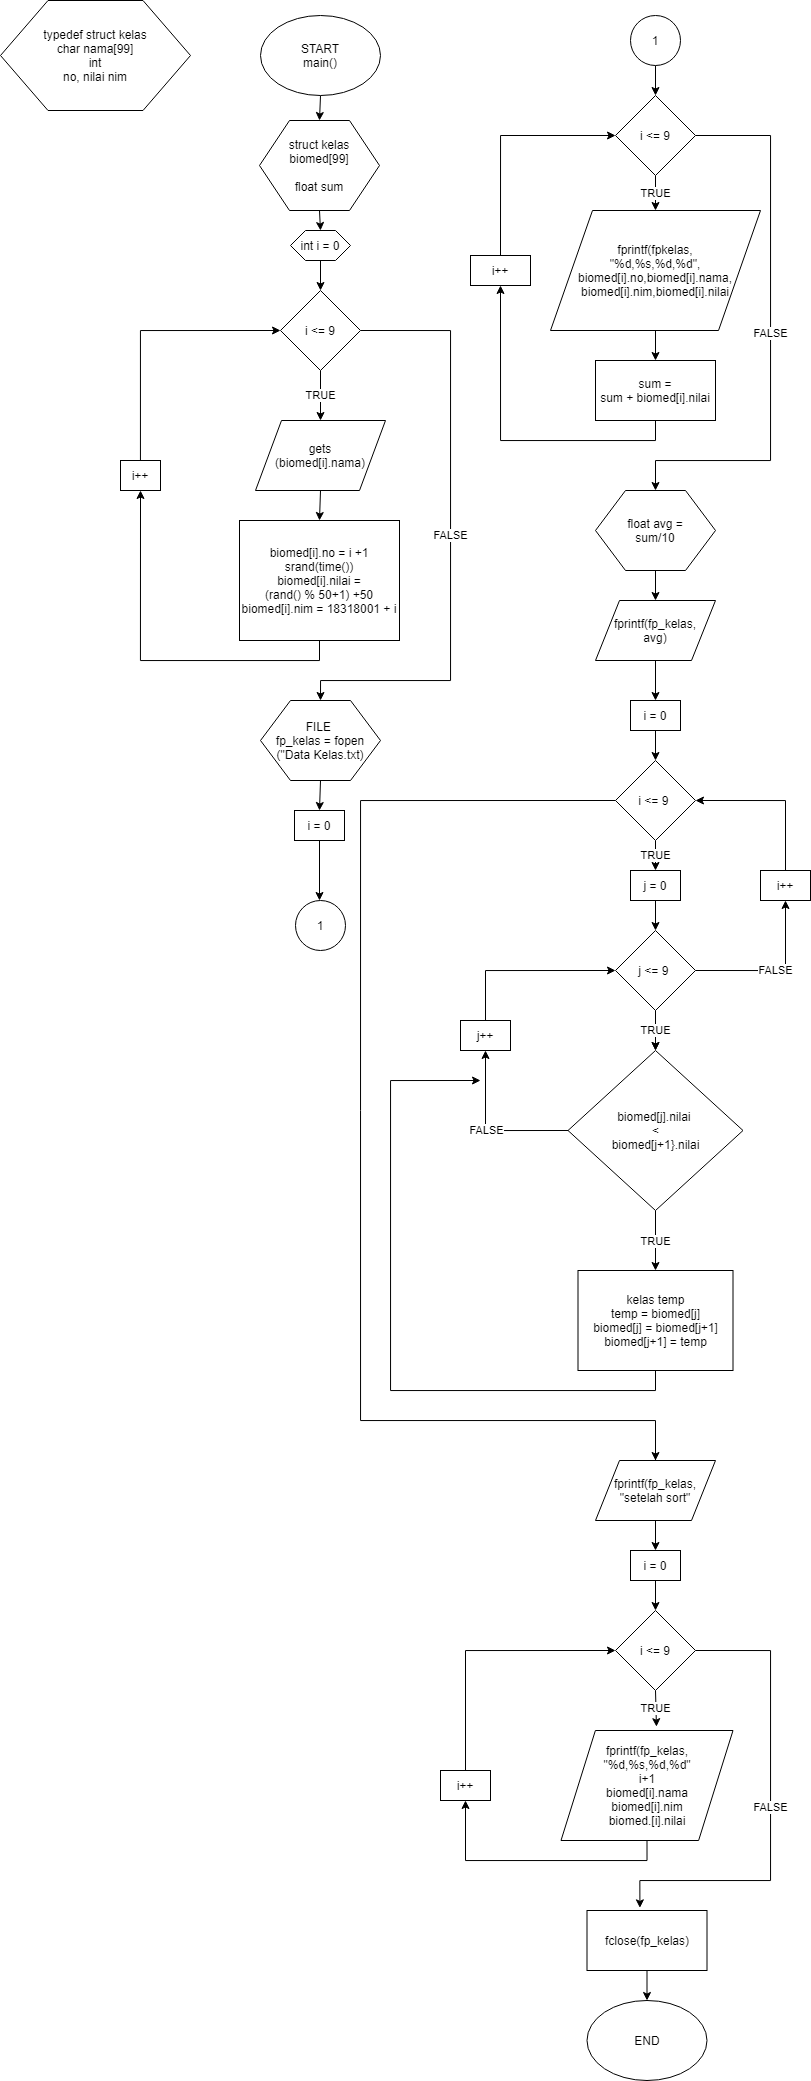 typedef struct kelas
char nama[99]
int
no, nilai nim
START
main()
struct kelas
biomed[99]
float sum
int i = 0
i <= 9
TRUE
gets
(biomed[i].nama)
i++
biomed[i].no = i +1
srand(time())
biomed[i].nilai =
(rand() % 50+1) +50
biomed[i].nim = 18318001 + i
FALSE
FILE
fp_kelas = fopen
("Data Kelas.txt)
i = 0
1
1
i <= 9
TRUE
fprintf(fpkelas,
"%d,%s,%d,%d",
biomed[i].no,biomed[i].nama,
biomed[i].nim,biomed[i].nilai
i++
FALSE
sum =
sum + biomed[i].nilai
float avg =
sum/10
fprintf(fp_kelas,
avg)
i = 0
i <= 9
TRUE
j = 0
i++
j <= 9
FALSE
TRUE
j++
biomed[j].nilai
<
biomed[j+1}.nilai
FALSE
TRUE
kelas temp
temp = biomed[j]
biomed[j] = biomed[j+1]
biomed[j+1] = temp
fprintf(fp_kelas,
"setelah sort"
i = 0
i <= 9
TRUE
fprintf(fp_kelas,
"%d,%s,%d,%d"
i+1
biomed[i].nama
biomed[i].nim
biomed.[i].nilai
i++
FALSE
fclose(fp_kelas)
END